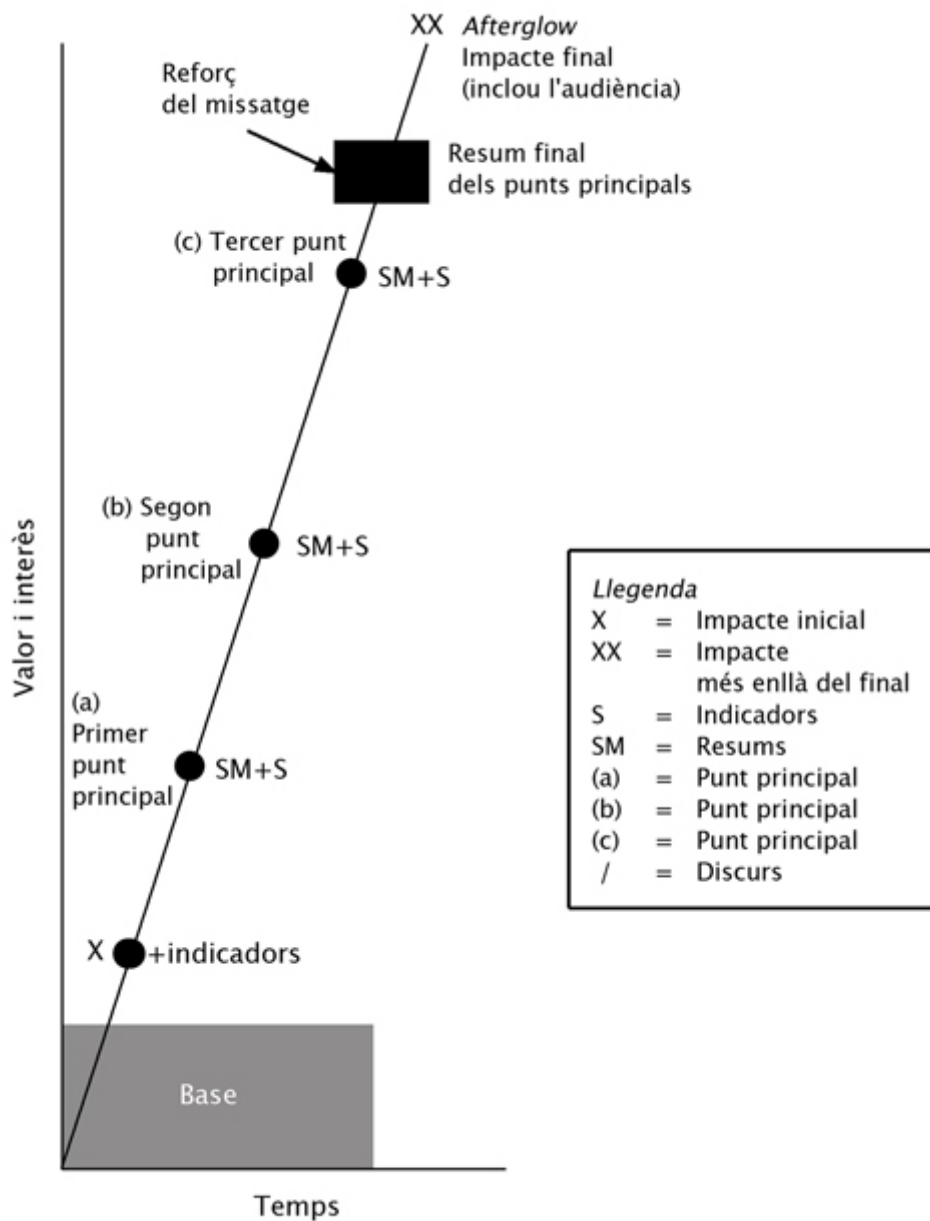 XX Afterglow
Impacte final
(inclou l'audiència)
Reforç
del missatge
Resum final
dels punts principals
(c) Tercer punt
principal
SM+S
(b) Segon
punt
principal
SM+S
Valor i interès
(a)
Primer
punt
principal
SM+S
X +indicadors
Base
Temps
Llegenda
X = Impacte inicial
XX = Impacte
més enllà del final
S = Indicadors
SM = Resums
(a) = Punt principal
(b) = Punt principal
(c) = Punt principal
/ = Discurs